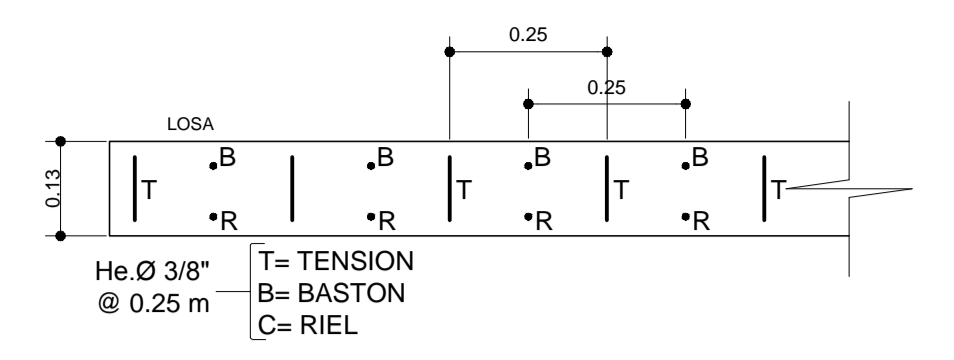 0.25
0.25
LOSA
0.13
B
B
B
B
T
T
T
T
R
R
R
R
He.Ø 3/8"
@ 0.25 m
T= TENSION
B= BASTON
C= RIEL